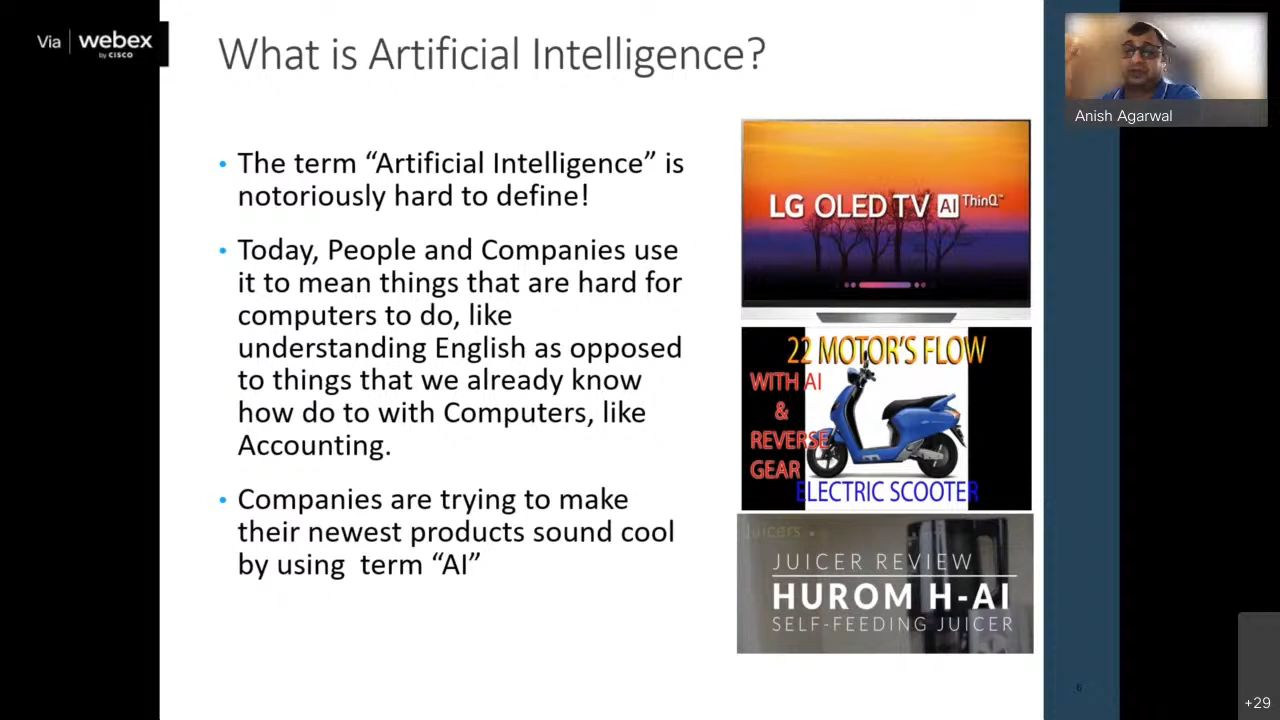 Via webex
by CISCO
What is Artificial Intelligence?
Anish Agarwal
• The term “Artificial Intelligence” is
notoriously hard to define!
• Today, People and Companies use
it to mean things that are hard for
computers to do, like
understanding English as opposed
to things that we already know
how do to with Computers, like
Accounting.
• Companies are trying to make
their newest products sound cool
by using term “AI”
LG OLED TV AI ThinQ™
22 MOTOR'S FLOW
WITH AI
&
REVERSE
GEAR
ELECTRIC SCOOTER
Juicers
JUICER REVIEW
HUROM H-AI
SELF-FEEDING JUICER
6
+29